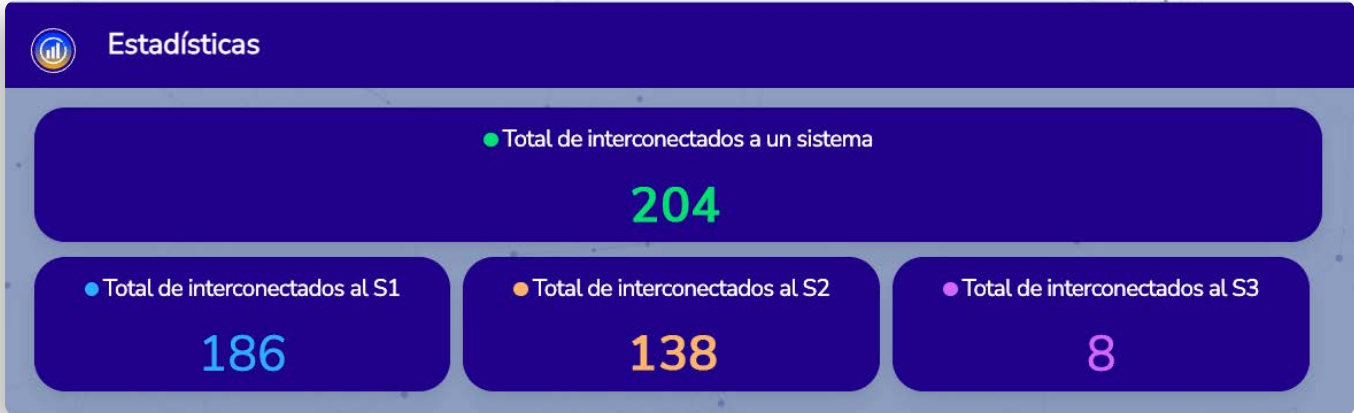 Estadísticas
Total de interconectados a un sistema
204
Total de interconectados al S1
186
Total de interconectados al S2
138
Total de interconectados al S3
8